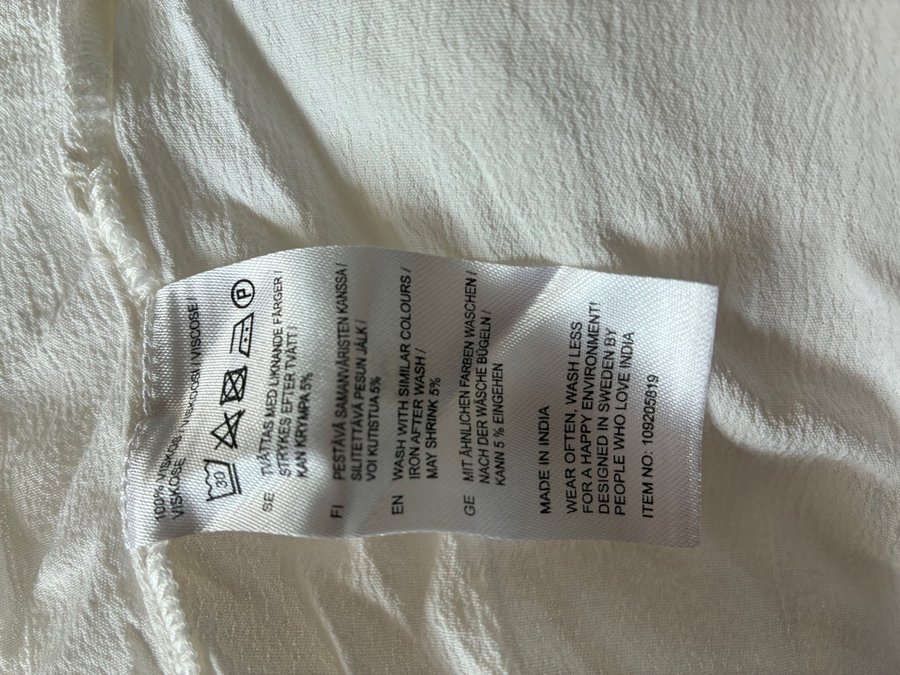 100% VISKOS / VISKOOSI / VISCOSE /
VISKOSE
30 P
SE TVÄTTAS MED LIKNANDE FÄRGER /
STRYKES EFTER TVÄTT /
KAN KRYMPA 5%
FI PESTÄVÄ SAMANVÄRISTEN KANSSA /
SILITETTÄVÄ PESUN JÄLK /
VOI KUTISTUA 5%
EN WASH WITH SIMILAR COLOURS /
IRON AFTER WASH /
MAY SHRINK 5%
GE MIT ÄHNLICHEN FARBEN WASCHEN /
NACH DER WÄSCHE BÜGELN /
KANN 5 % EINGEHEN
MADE IN INDIA
WEAR OFTEN, WASH LESS
FOR A HAPPY ENVIRONMENT!
DESIGNED IN SWEDEN BY
PEOPLE WHO LOVE INDIA
ITEM NO: 109205819